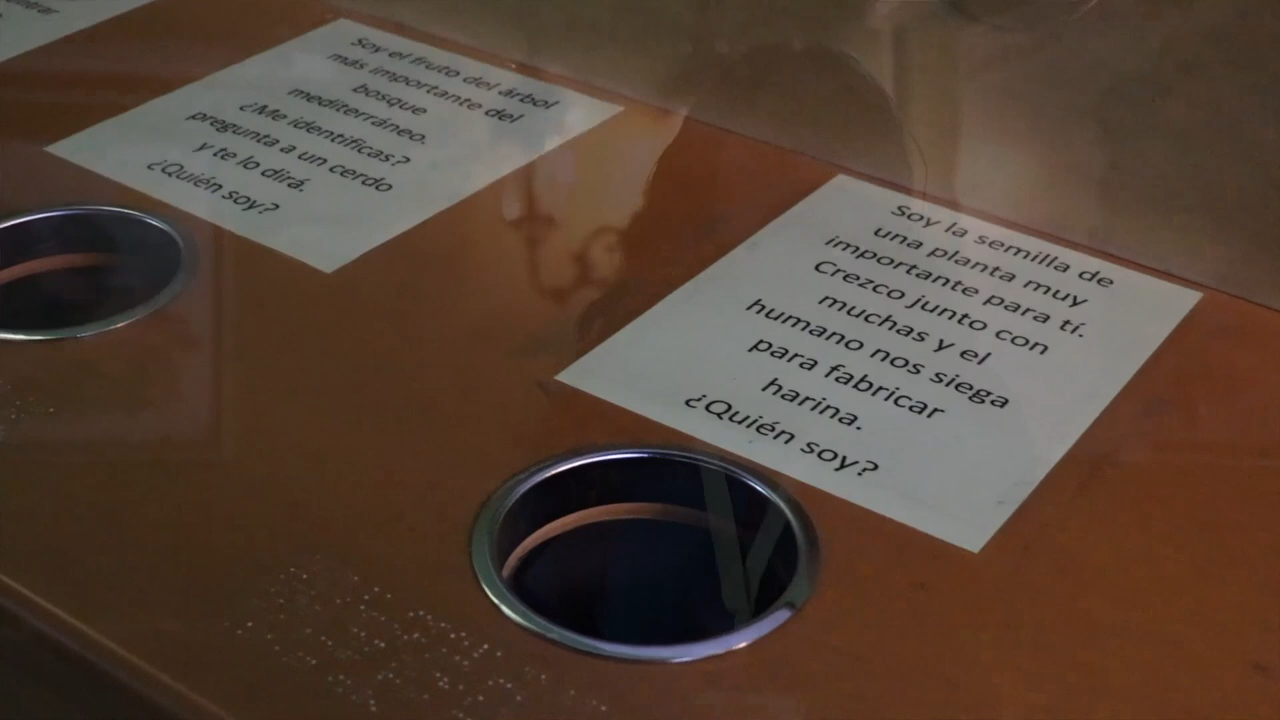 Soy el fruto del árbol
más importante del
bosque
mediterráneo.
¿Me identificas?
pregunta a un cerdo
y te lo dirá.
¿Quién soy?
Soy la semilla de
una planta muy
importante para tí.
Crezco junto con
muchas y el
humano nos siega
para fabricar
harina.
¿Quién soy?